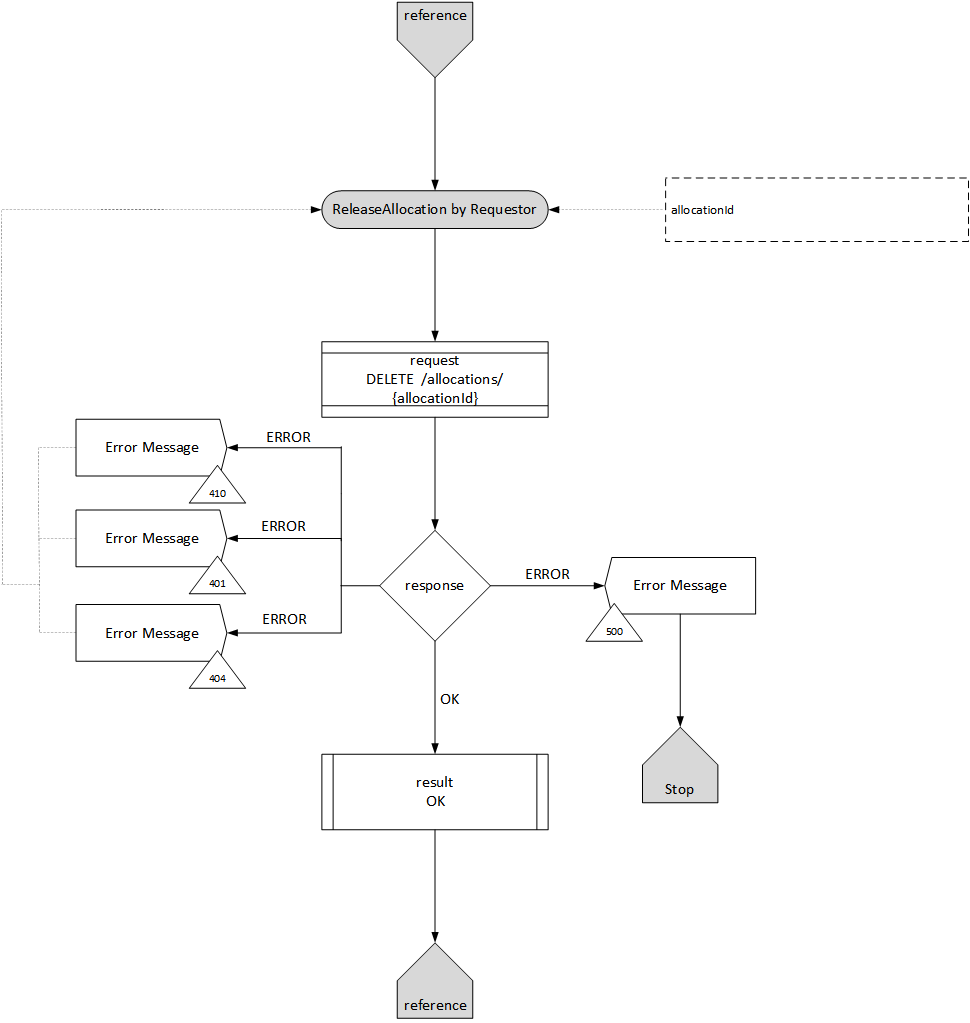 reference
ReleaseAllocation by Requestor
allocationId
request
DELETE /allocations/
{allocationId}
ERROR
Error Message
410
ERROR
Error Message
401
ERROR
Error Message
404
response
ERROR
Error Message
500
OK
Stop
result
OK
reference